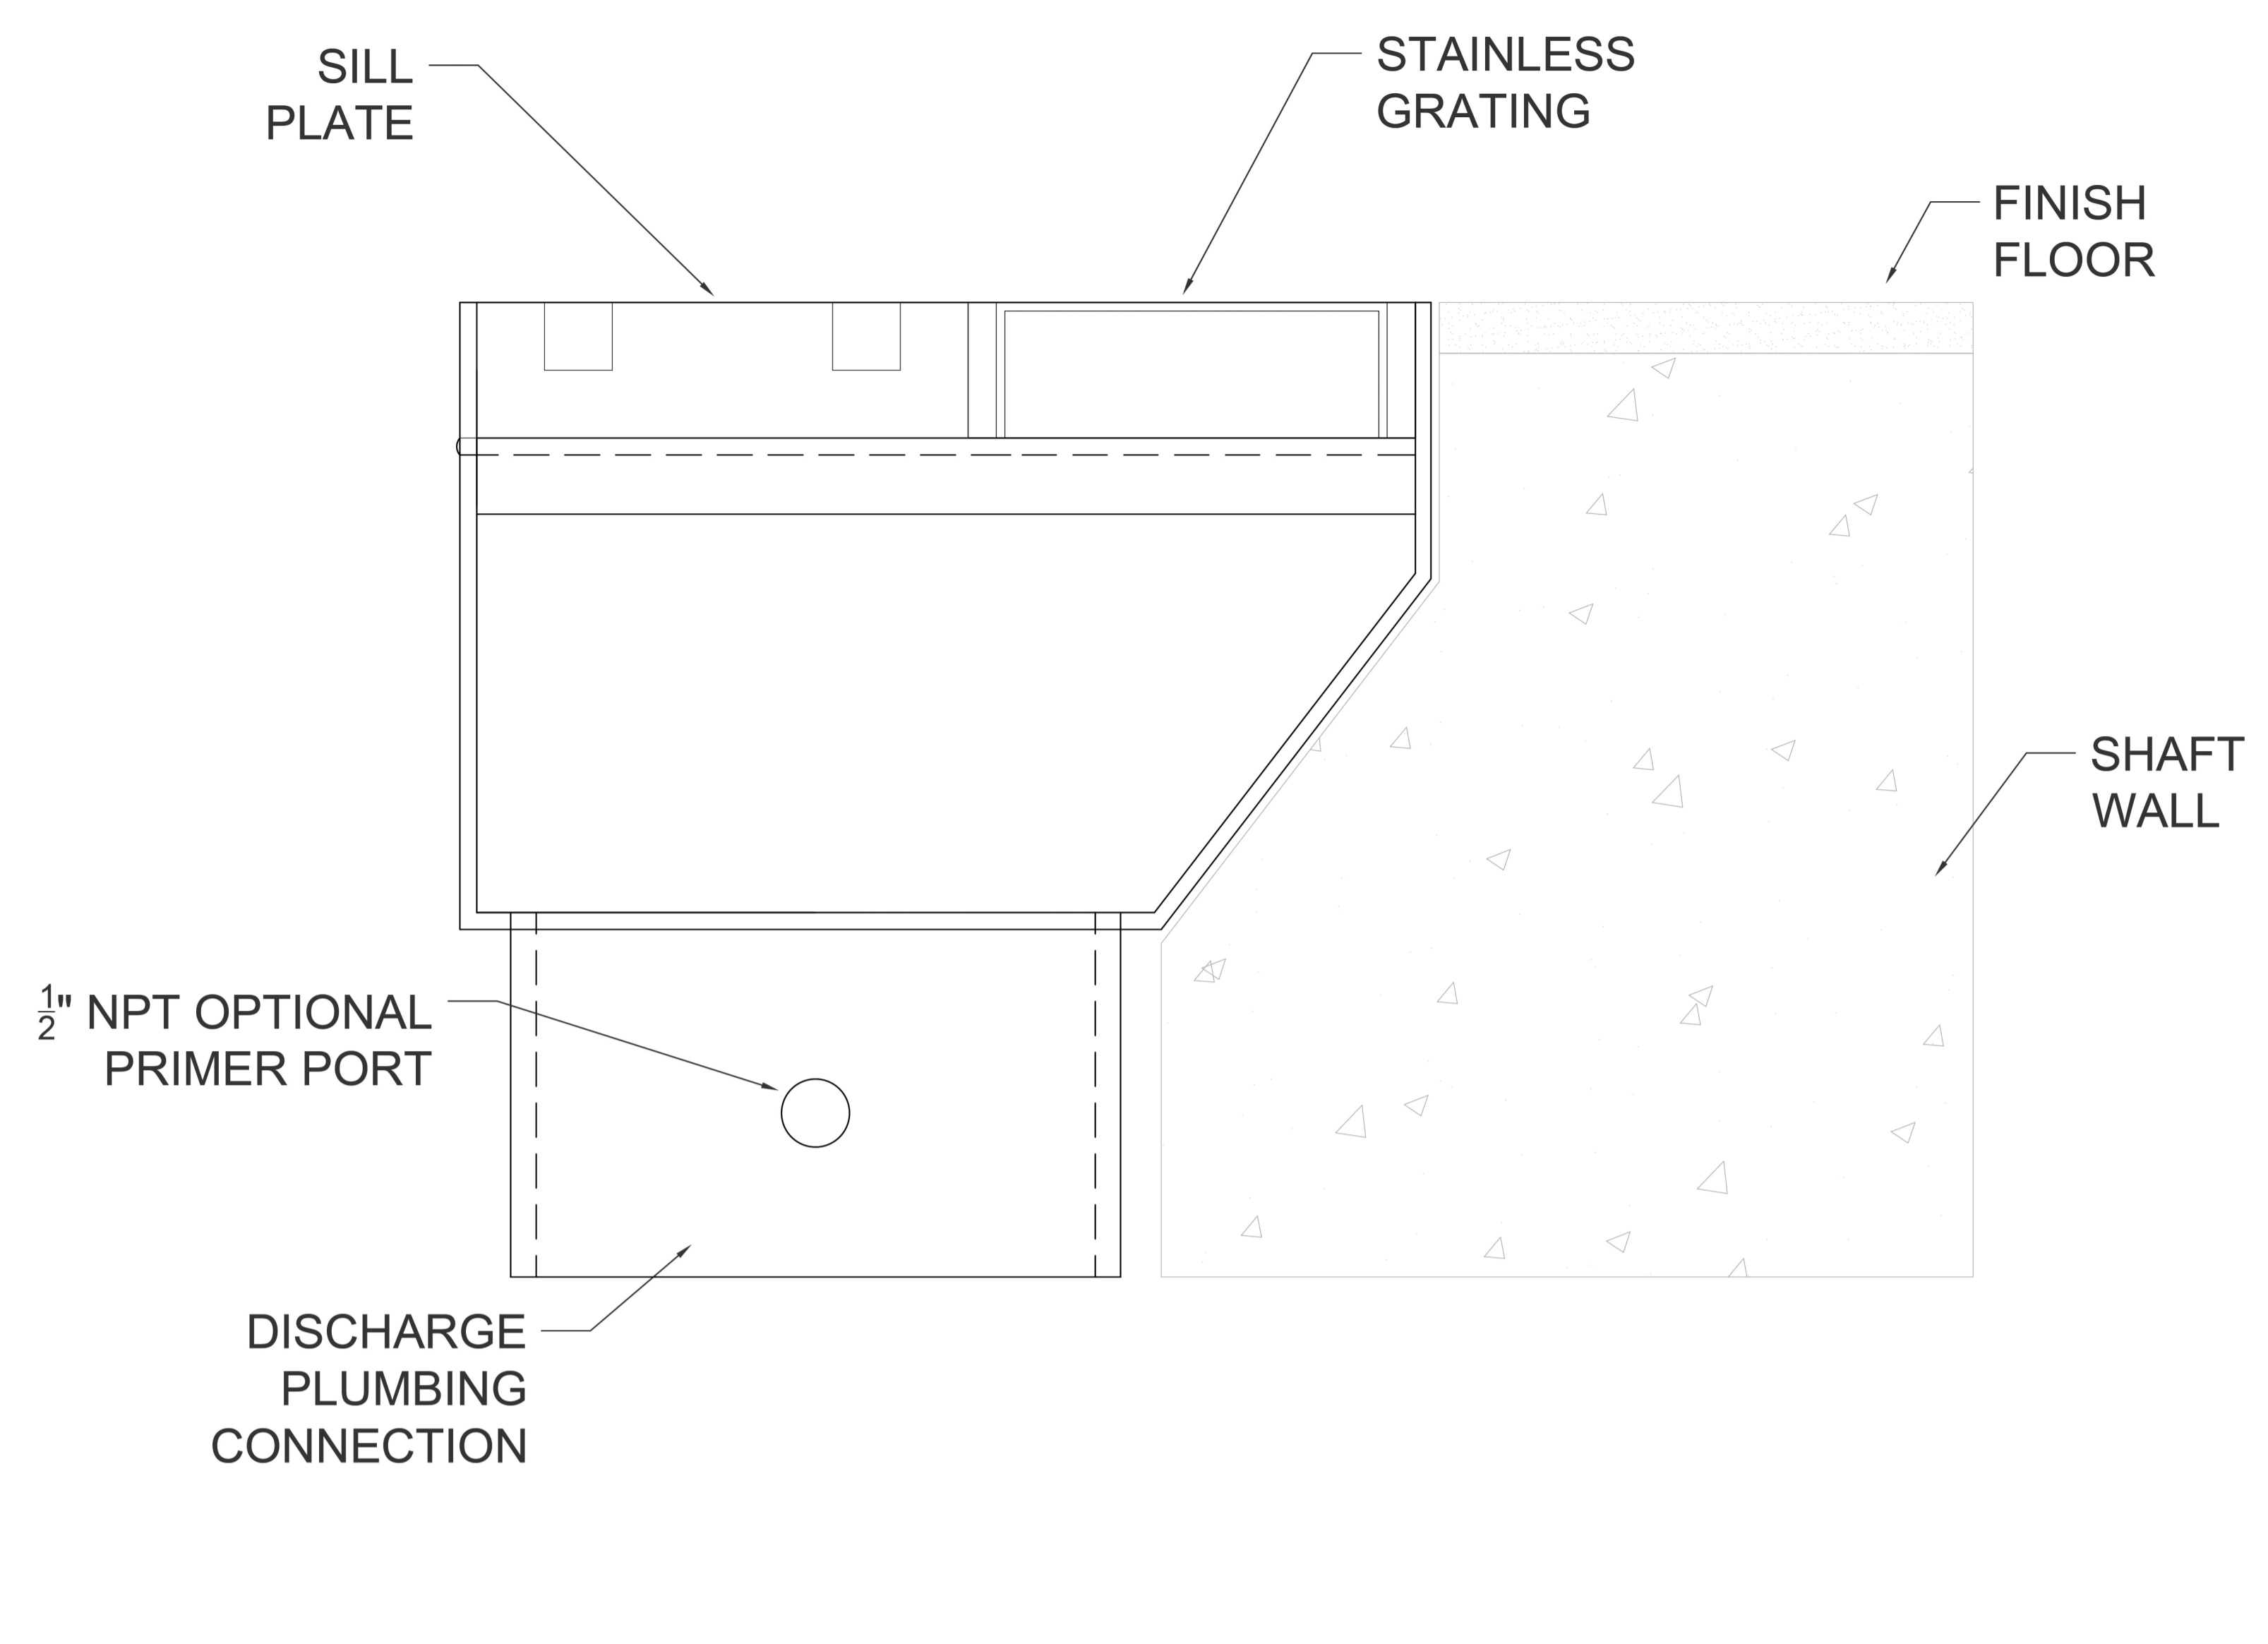 SILL
PLATE
STAINLESS
GRATING
FINISH
FLOOR
SHAFT
WALL
1/2" NPT OPTIONAL
PRIMER PORT
DISCHARGE
PLUMBING
CONNECTION